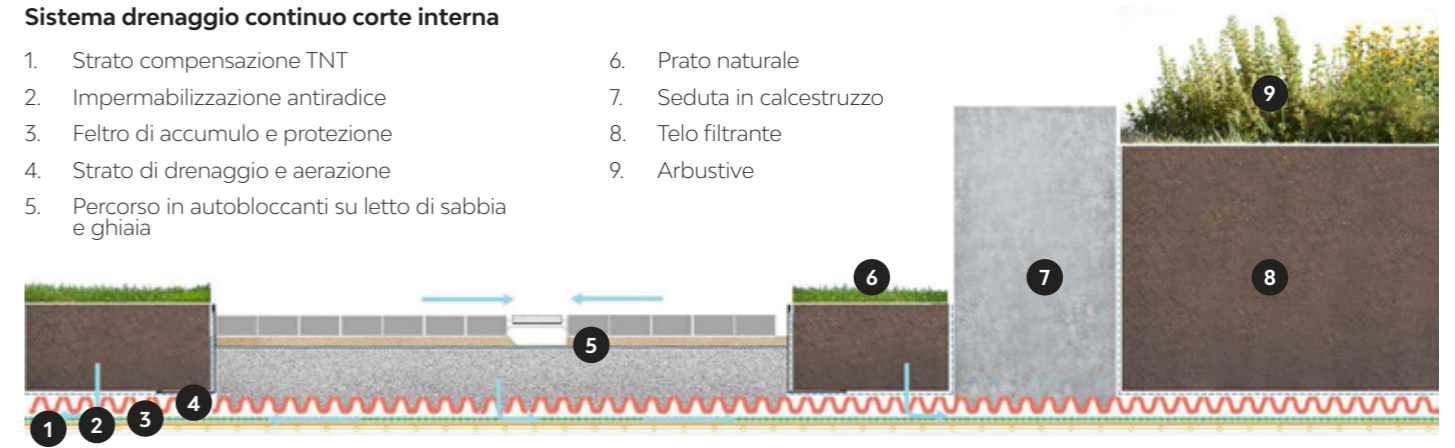 Sistema drenaggio continuo corte interna
1. Strato compensazione TNT
2. Impermabilizzazione antiradice
3. Feltro di accumulo e protezione
4. Strato di drenaggio e aerazione
5. Percorso in autobloccanti su letto di sabbia
e ghiaia
6. Prato naturale
7. Seduta in calcestruzzo
8. Telo filtrante
9. Arbustive
9
6
7
8
5
4
3
2
1